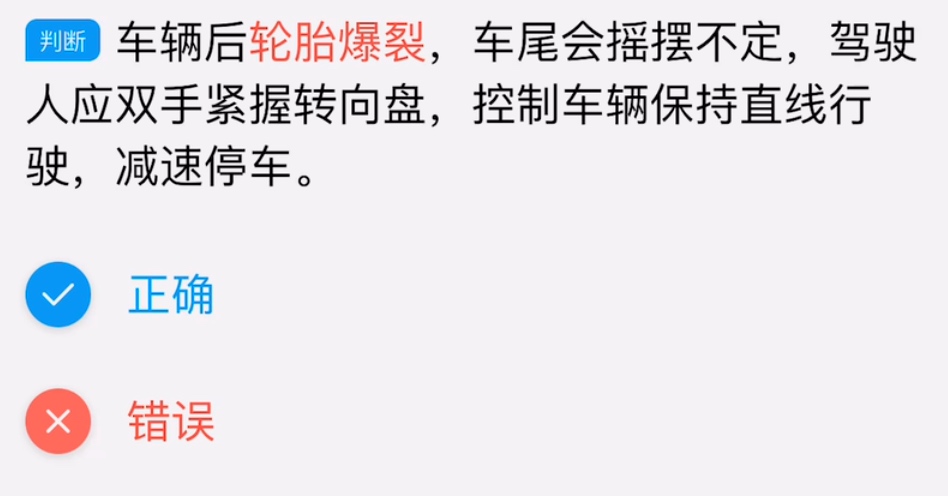 判断 车辆后轮胎爆裂，车尾会摇摆不定，驾驶
人应双手紧握转向盘，控制车辆保持直线行
驶，减速停车。
正确
错误